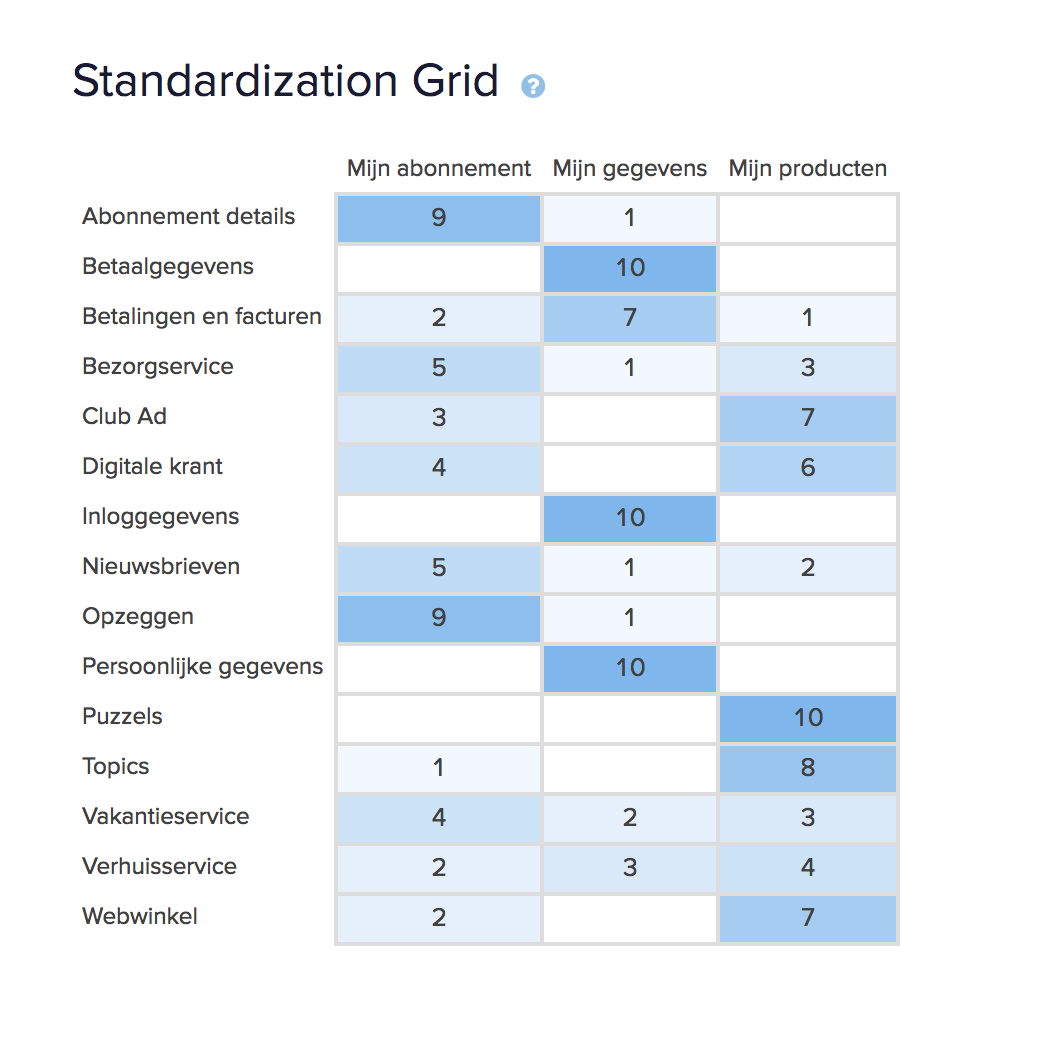 Standardization Grid ?
Mijn abonnement Mijn gegevens Mijn producten
Abonnement details 9 1
Betaalgegevens 10
Betalingen en facturen 2 7 1
Bezorgservice 5 1 3
Club Ad 3 7
Digitale krant 4 6
Inloggegevens 10
Nieuwsbrieven 5 1 2
Opzeggen 9 1
Persoonlijke gegevens 10
Puzzels 10
Topics 1 8
Vakantieservice 4 2 3
Verhuisservice 2 3 4
Webwinkel 2 7